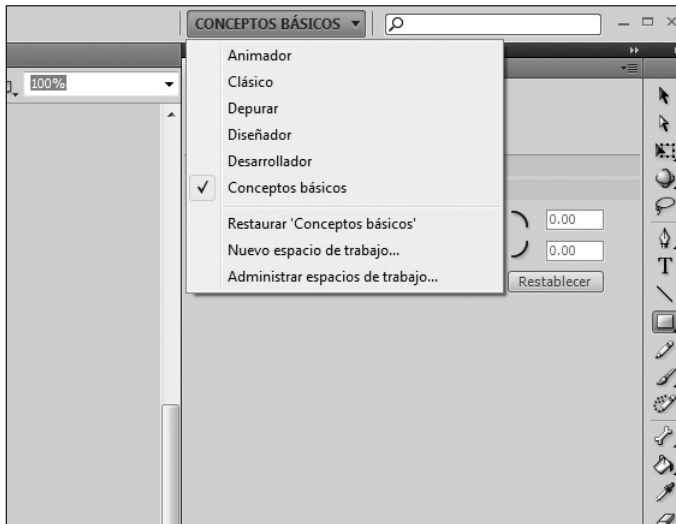 CONCEPTOS BÁSICOS
100%
Animador
Clásico
Depurar
Diseñador
Desarrollador
Conceptos básicos
Restaurar 'Conceptos básicos'
Nuevo espacio de trabajo...
Administrar espacios de trabajo...
0.00
0.00
Restablecer
T